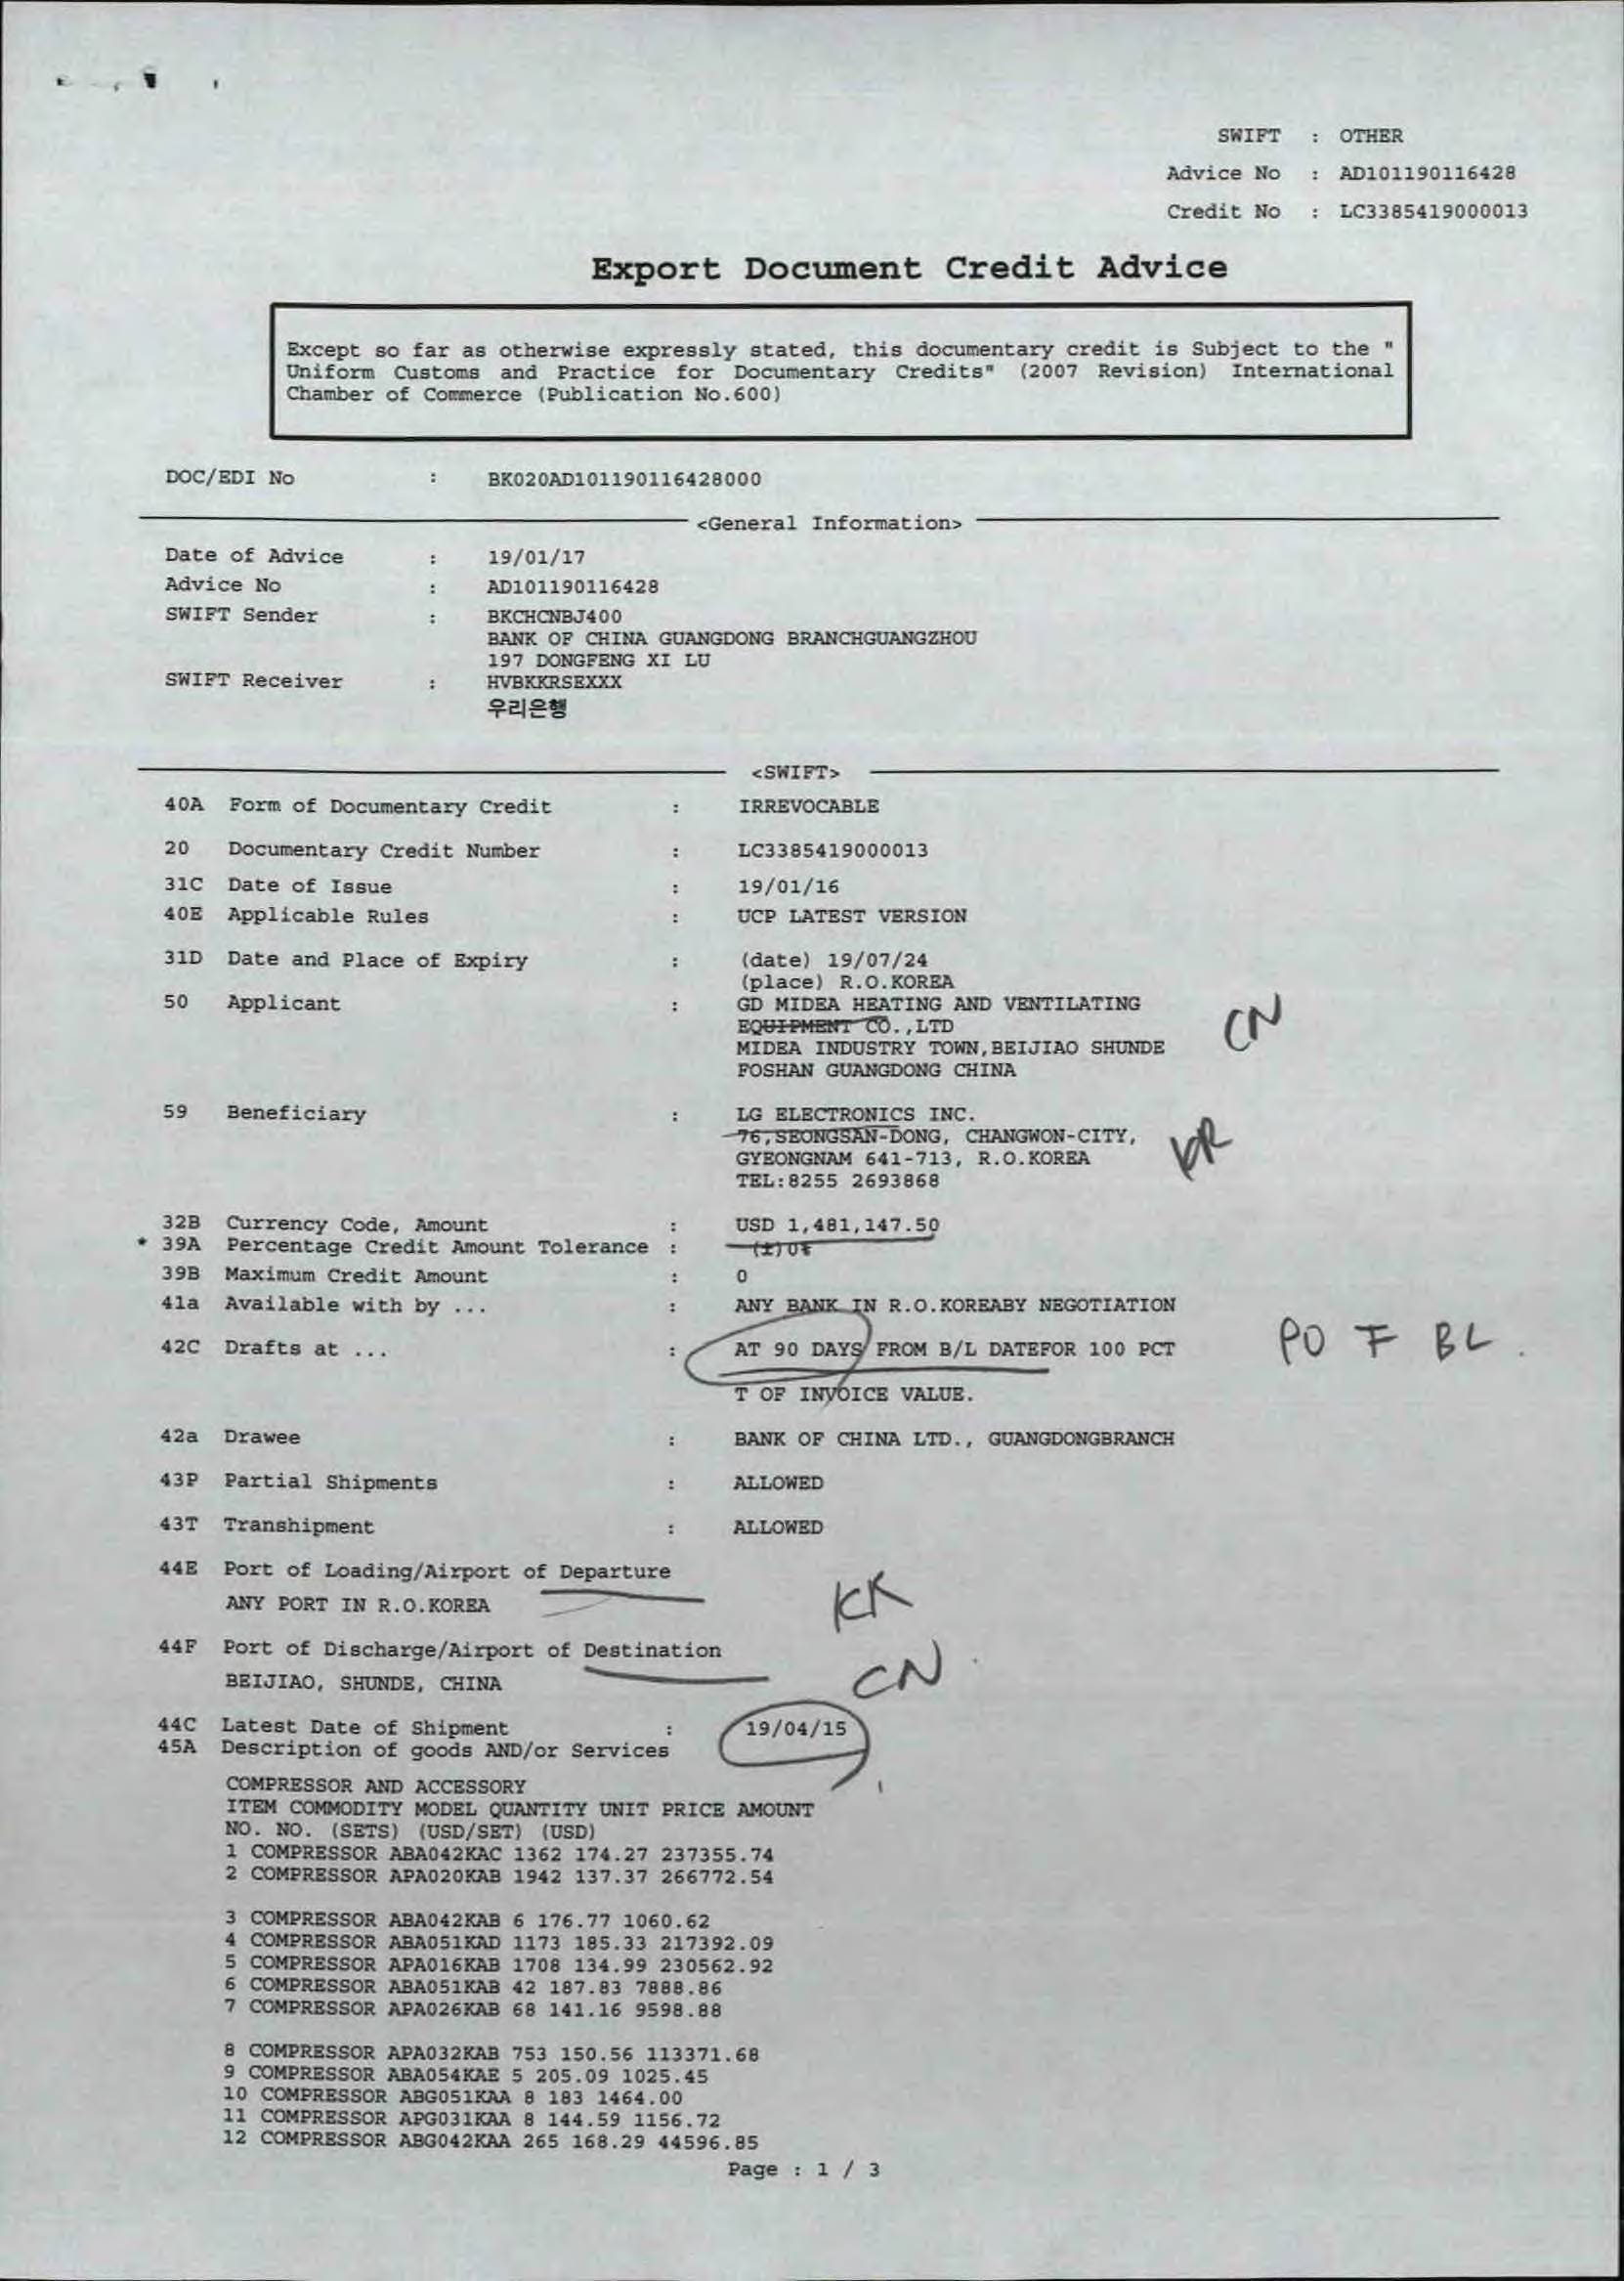 SWIFT : OTHER
Advice No : AD101190116428
Credit No : LC3385419000013
Export Document Credit Advice
Except so far as otherwise expressly stated, this documentary credit is Subject to the "
Uniform Customs and Practice for Documentary Credits" (2007 Revision) International
Chamber of Commerce (Publication No.600)
DOC/EDI No : BK020AD101190116428000
<General Information>
Date of Advice : 19/01/17
Advice No : AD101190116428
SWIFT Sender : BKCHCNBJ400
BANK OF CHINA GUANGDONG BRANCHGUANGZHOU
197 DONGFENG XI LU
SWIFT Receiver : HVBKKRSEXXX
우리은행
<SWIFT>
40A Form of Documentary Credit : IRREVOCABLE
20 Documentary Credit Number : LC3385419000013
31C Date of Issue : 19/01/16
40E Applicable Rules : UCP LATEST VERSION
31D Date and Place of Expiry : (date) 19/07/24
(place) R.O.KOREA
50 Applicant : GD MIDEA HEATING AND VENTILATING
EQUIPMENT CO.,LTD
MIDEA INDUSTRY TOWN,BEIJIAO SHUNDE
FOSHAN GUANGDONG CHINA
CN
59 Beneficiary : LG ELECTRONICS INC.
76,SEONGSAN-DONG, CHANGWON-CITY,
GYEONGNAM 641-713, R.O.KOREA
TEL:8255 2693868
KR
32B Currency Code, Amount : USD 1,481,147.50
* 39A Percentage Credit Amount Tolerance : (±)0%
39B Maximum Credit Amount : 0
41a Available with by ... : ANY BANK IN R.O.KOREABY NEGOTIATION
42C Drafts at ... : AT 90 DAYS FROM B/L DATEFOR 100 PCT
T OF INVOICE VALUE.
BL
42a Drawee : BANK OF CHINA LTD., GUANGDONGBRANCH
43P Partial Shipments : ALLOWED
43T Transhipment : ALLOWED
44E Port of Loading/Airport of Departure
ANY PORT IN R.O.KOREA
44F Port of Discharge/Airport of Destination
BEIJIAO, SHUNDE, CHINA
CN
44C Latest Date of Shipment : 19/04/15
45A Description of goods AND/or Services
COMPRESSOR AND ACCESSORY
ITEM COMMODITY MODEL QUANTITY UNIT PRICE AMOUNT
NO. NO. (SETS) (USD/SET) (USD)
1 COMPRESSOR ABA042KAC 1362 174.27 237355.74
2 COMPRESSOR APA020KAB 1942 137.37 266772.54
3 COMPRESSOR ABA042KAB 6 176.77 1060.62
4 COMPRESSOR ABA051KAD 1173 185.33 217392.09
5 COMPRESSOR APA016KAB 1708 134.99 230562.92
6 COMPRESSOR ABA051KAB 42 187.83 7888.86
7 COMPRESSOR APA026KAB 68 141.16 9598.88
8 COMPRESSOR APA032KAB 753 150.56 113371.68
9 COMPRESSOR ABA054KAE 5 205.09 1025.45
10 COMPRESSOR ABG051KAA 8 183 1464.00
11 COMPRESSOR APG031KAA 8 144.59 1156.72
12 COMPRESSOR ABG042KAA 265 168.29 44596.85
Page : 1 / 3